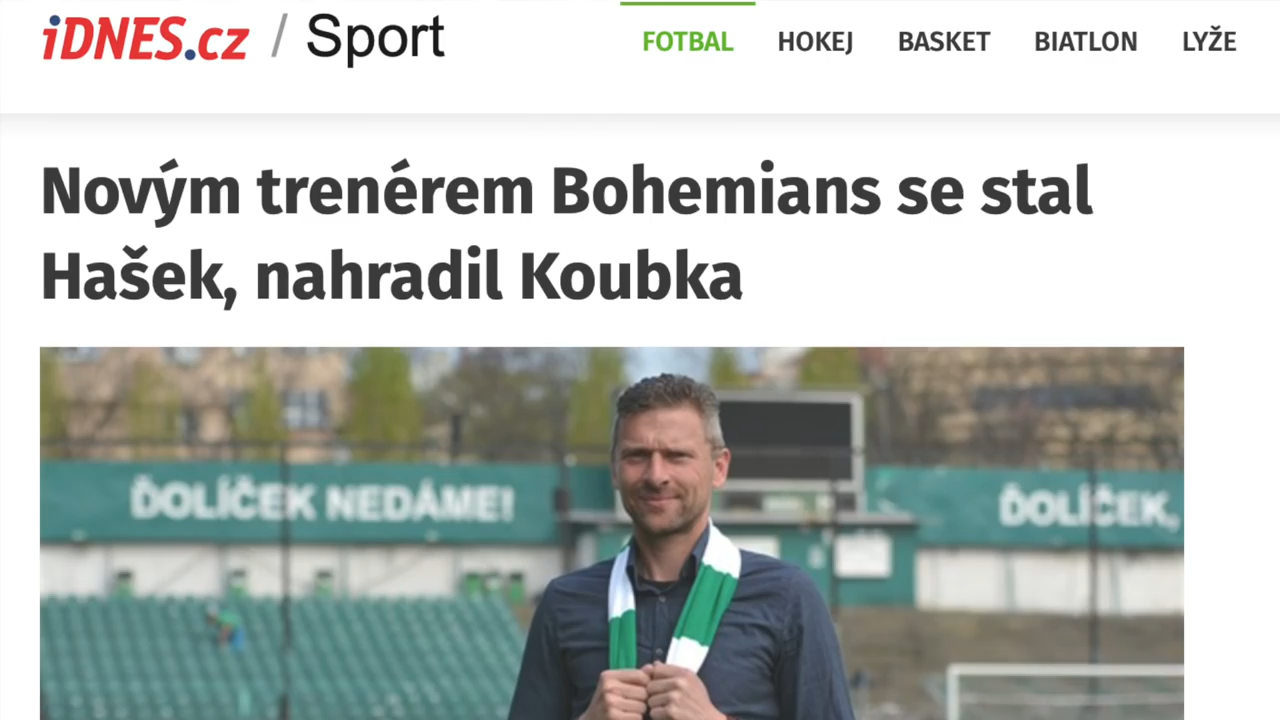 iDNES.cz / Sport
FOTBAL HOKEJ BASKET BIATLON LYŽE
Novým trenérem Bohemians se stal
Hašek, nahradil Koubka
ĎOLÍČEK NEDÁME!
ĎOLÍČEK,